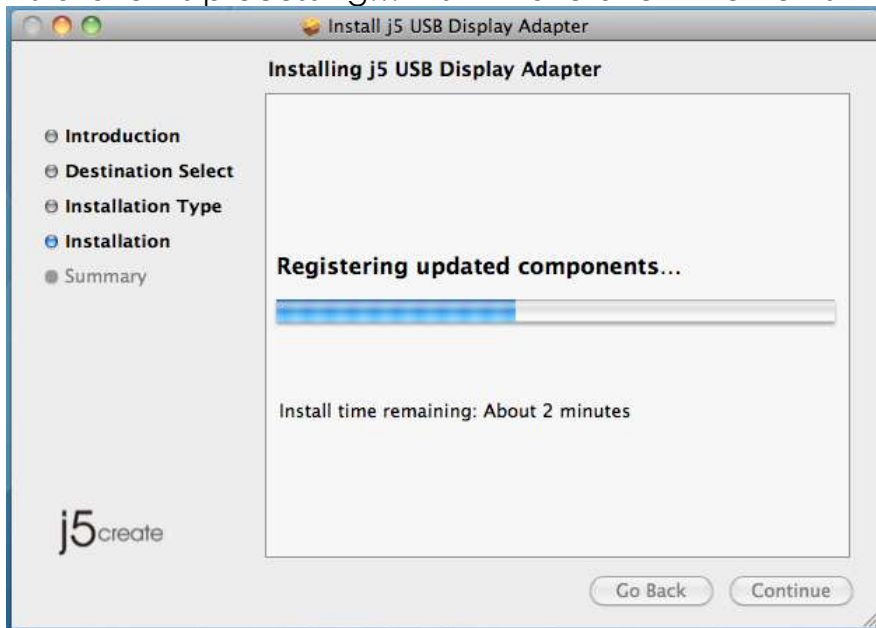 Install j5 USB Display Adapter
Installing j5 USB Display Adapter
Introduction
Destination Select
Installation Type
Installation
Summary
Registering updated components...
Install time remaining: About 2 minutes
j5create
Go Back
Continue